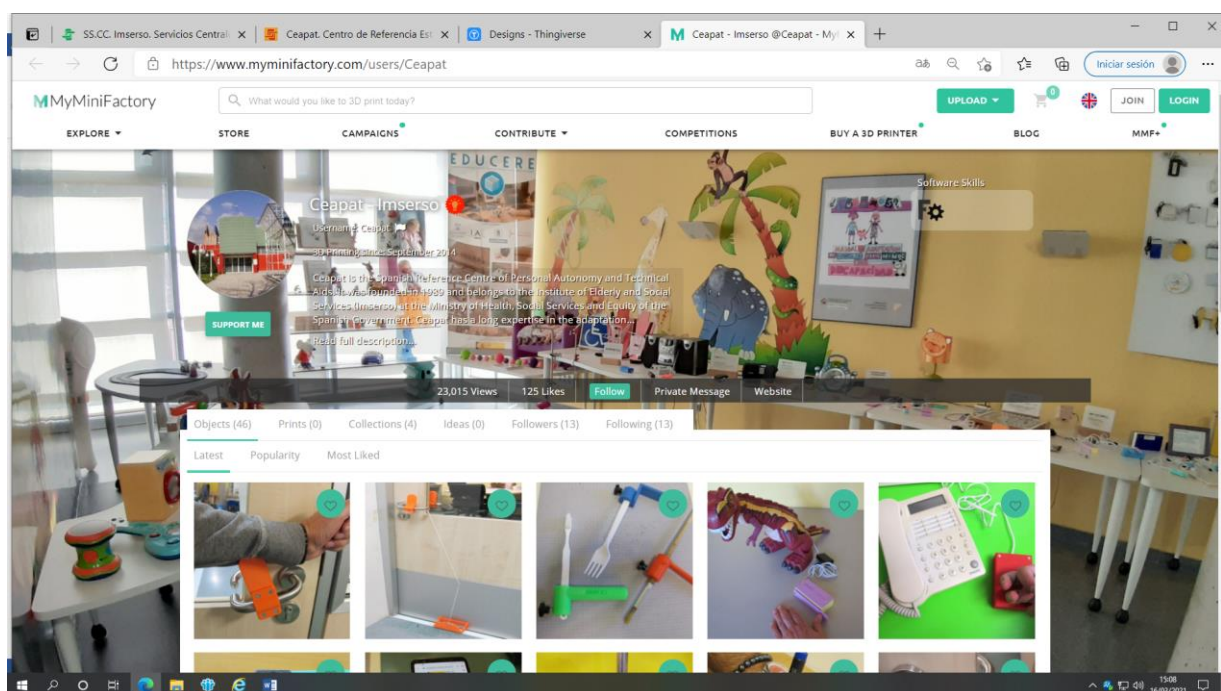 SS.CC. Imserso. Servicios Central
Ceapat. Centro de Referencia Est
Designs - Thingiverse
Ceapat - Imserso @Ceapat - My
https://www.myminifactory.com/users/Ceapat
Iniciar sesión
MyMiniFactory
What would you like to 3D print today?
UPLOAD
0
JOIN
LOGIN
EXPLORE
STORE
CAMPAIGNS
CONTRIBUTE
COMPETITIONS
BUY A 3D PRINTER
BLOG
MMF+
EDUCERE
Software Skills
Ceapat - Imserso
Username: Ceapat
3D Printing since: September 2014
Ceapat is the Spanish Reference Centre of Personal Autonomy and Technical
Aids. It was founded in 1989 and belongs to the Institute of Elderly and Social
Services (Imserso), at the Ministry of Health, Social Services and Equity of the
Spanish Government. Ceapat has a long expertise in the adaptation...
Read full description...
SUPPORT ME
DISCAPACIDAD
23,015 Views
125 Likes
Follow
Private Message
Website
Objects (46)
Prints (0)
Collections (4)
Ideas (0)
Followers (13)
Following (13)
Latest
Popularity
Most Liked
15:08
16/03/2021